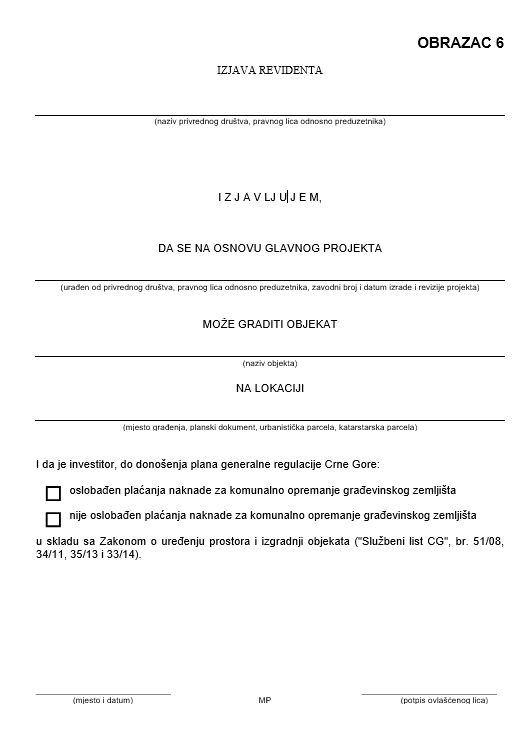 OBRAZAC 6
IZJAVA REVIDENTA
(naziv privrednog društva, pravnog lica odnosno preduzetnika)
I Z J A V LJ U J E M,
DA SE NA OSNOVU GLAVNOG PROJEKTA
(urađen od privrednog društva, pravnog lica odnosno preduzetnika, zavodni broj i datum izrade i revizije projekta)
MOŽE GRADITI OBJEKAT
(naziv objekta)
NA LOKACIJI
(mjesto građenja, planski dokument, urbanistička parcela, katarstarska parcela)
I da je investitor, do donošenja plana generalne regulacije Crne Gore:
oslobađen plaćanja naknade za komunalno opremanje građevinskog zemljišta
nije oslobađen plaćanja naknade za komunalno opremanje građevinskog zemljišta
u skladu sa Zakonom o uređenju prostora i izgradnji objekata ("Službeni list CG", br. 51/08,
34/11, 35/13 i 33/14).
(mjesto i datum) MP (potpis ovlašćenog lica)